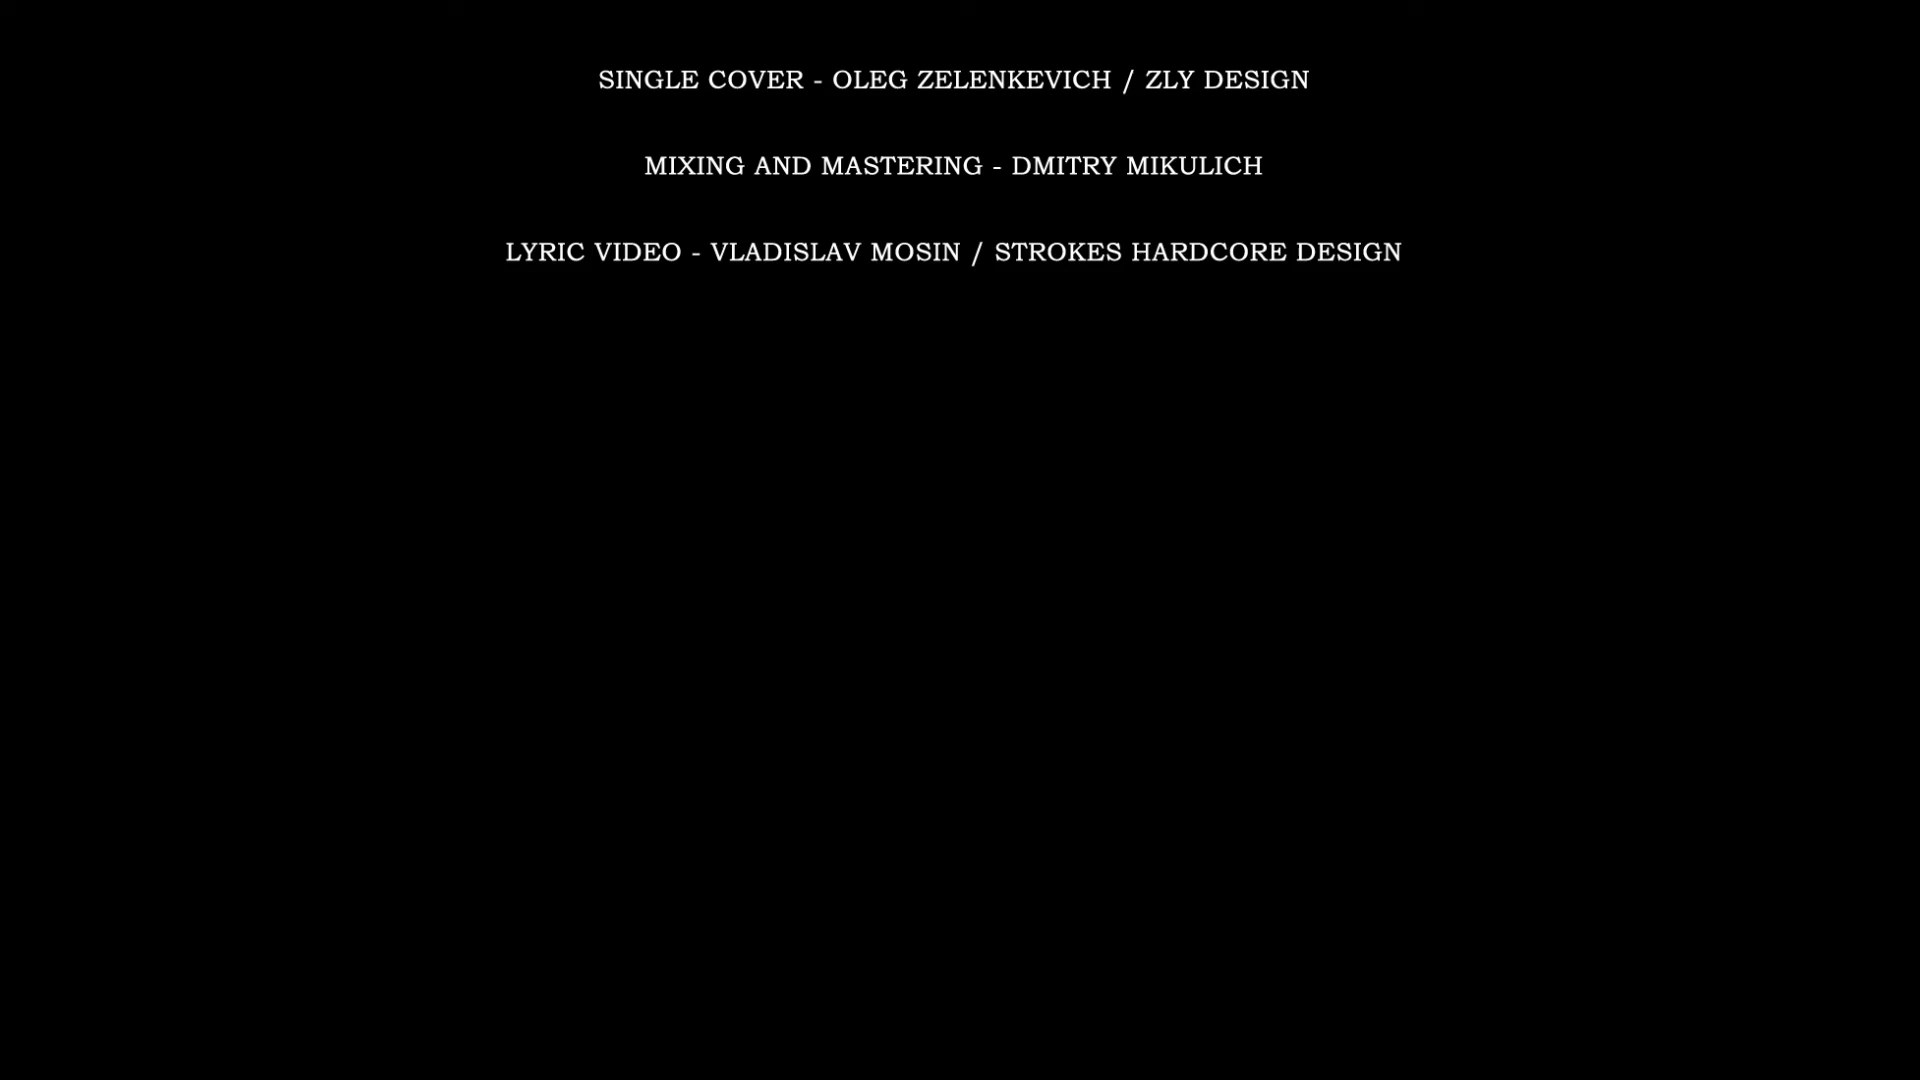 SINGLE COVER - OLEG ZELENKEVICH / ZLY DESIGN
MIXING AND MASTERING - DMITRY MIKULICH
LYRIC VIDEO - VLADISLAV MOSIN / STROKES HARDCORE DESIGN